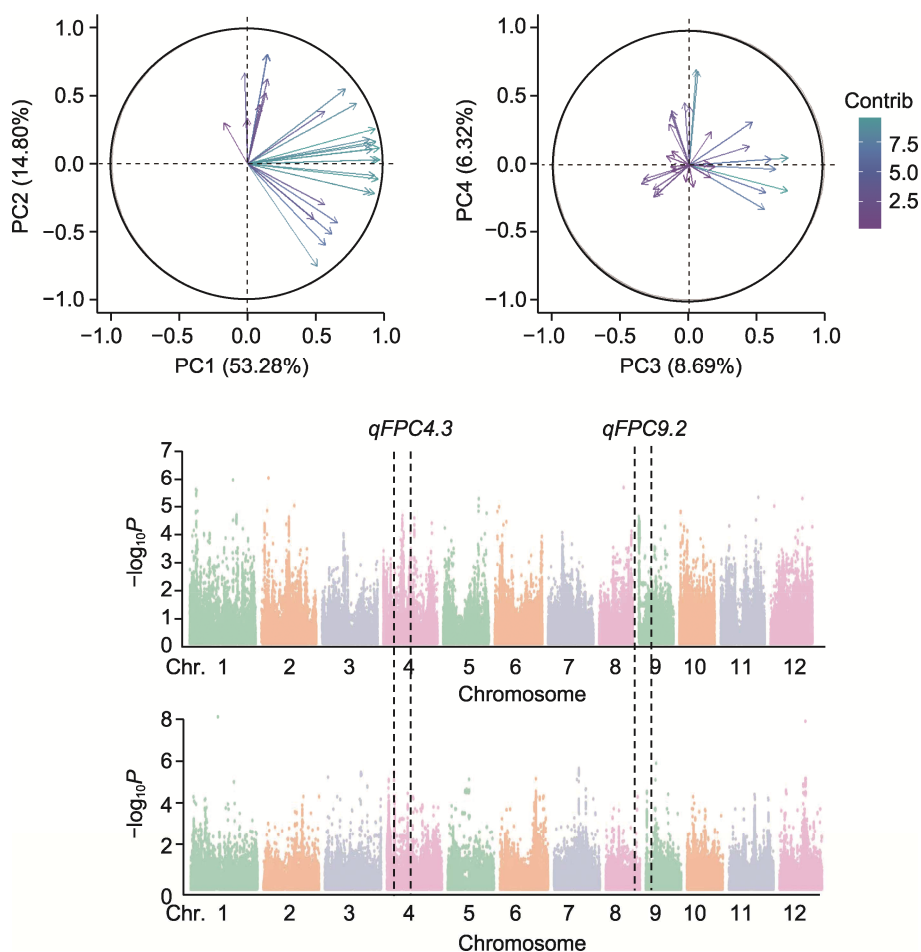 1.0
0.5
0.0
−0.5
−1.0
PC2 (14.80%)
−1.0 −0.5 0.0 0.5 1.0
PC1 (53.28%)
1.0
0.5
0.0
−0.5
−1.0
PC4 (6.32%)
−1.0 −0.5 0.0 0.5 1.0
PC3 (8.69%)
Contrib
7.5
5.0
2.5
qFPC4.3 qFPC9.2
7
6
5
4
3
2
1
0
−log10P
Chr. 1 2 3 4 5 6 7 8 9 10 11 12
Chromosome
8
6
4
2
0
−log10P
Chr. 1 2 3 4 5 6 7 8 9 10 11 12
Chromosome